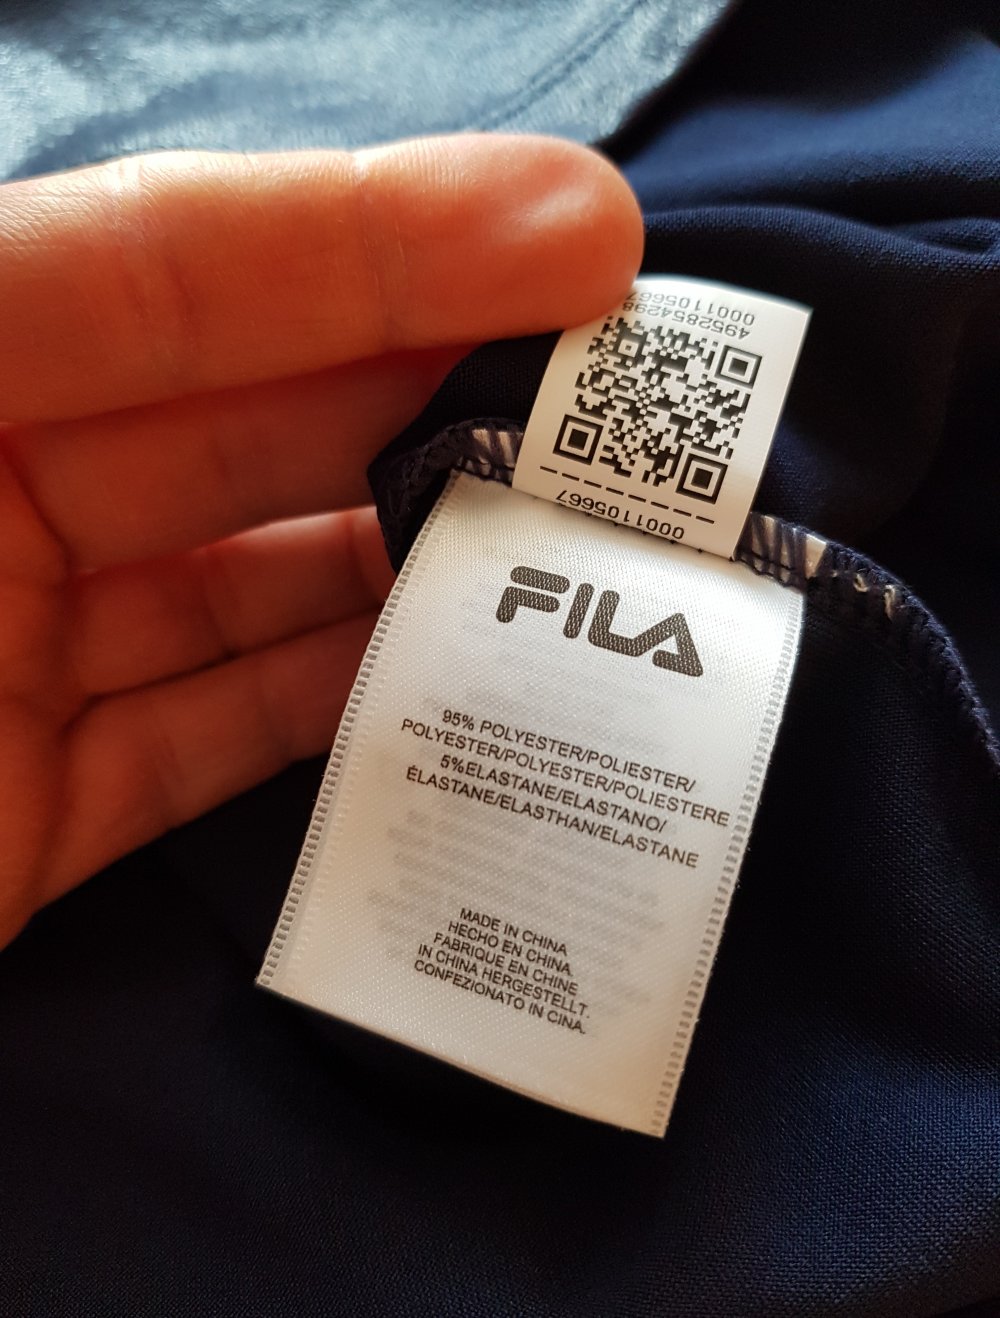 0001105667
4952854298
0001105667
FILA
95% POLYESTER/POLIESTER/
POLYESTER/POLYESTER/POLIESTERE
5%ELASTANE/ELASTANO/
ÉLASTANE/ELASTHAN/ELASTANE
MADE IN CHINA
HECHO EN CHINA
FABRIQUE EN CHINE
IN CHINA HERGESTELLT.
CONFEZIONATO IN CINA.